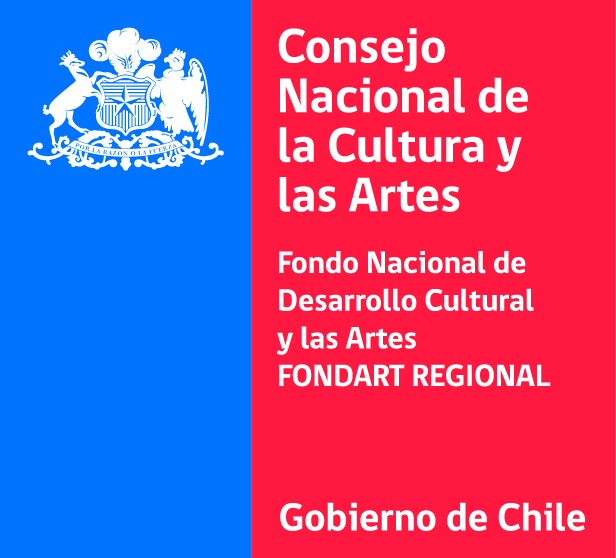 POR LA RAZÓN O LA FUERZA
Consejo
Nacional de
la Cultura y
las Artes
Fondo Nacional de
Desarrollo Cultural
y las Artes
FONDART REGIONAL
Gobierno de Chile